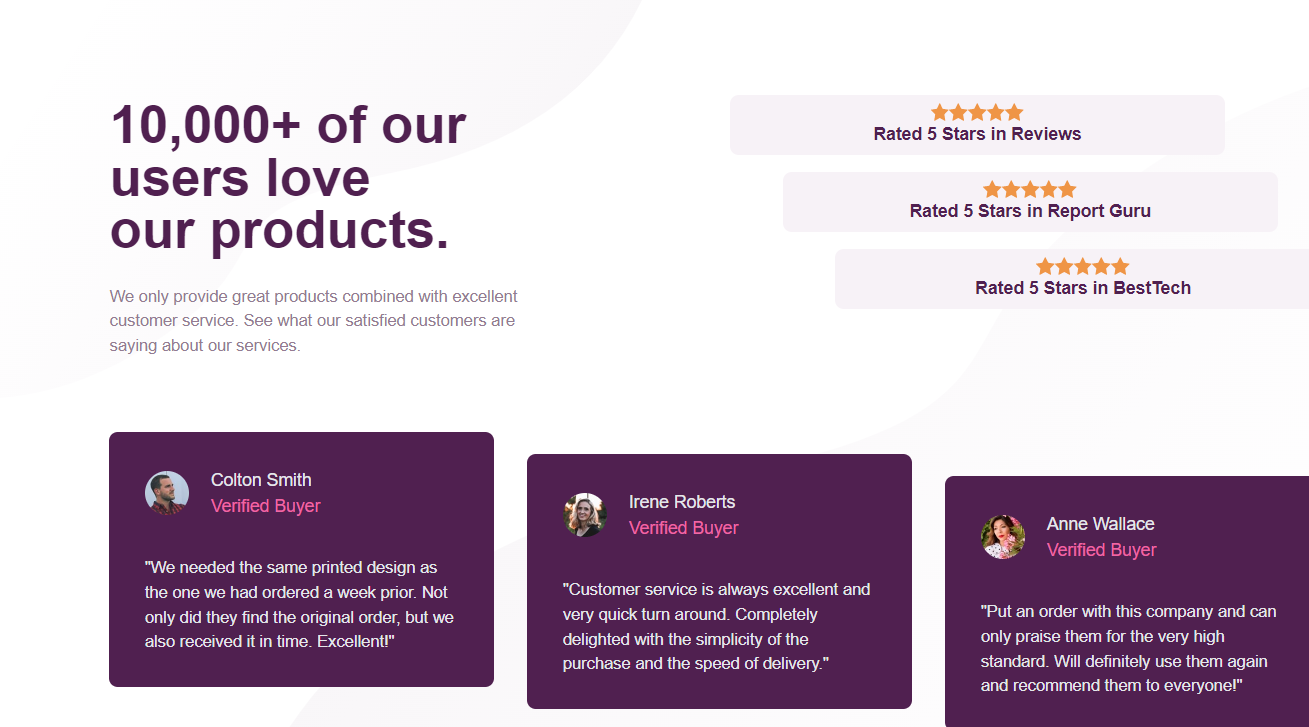 10,000+ of our
users love
our products.
We only provide great products combined with excellent
customer service. See what our satisfied customers are
saying about our services.
Rated 5 Stars in Reviews
Rated 5 Stars in Report Guru
Rated 5 Stars in BestTech
Colton Smith
Verified Buyer
"We needed the same printed design as
the one we had ordered a week prior. Not
only did they find the original order, but we
also received it in time. Excellent!"
Irene Roberts
Verified Buyer
"Customer service is always excellent and
very quick turn around. Completely
delighted with the simplicity of the
purchase and the speed of delivery."
Anne Wallace
Verified Buyer
"Put an order with this company and can
only praise them for the very high
standard. Will definitely use them again
and recommend them to everyone!"